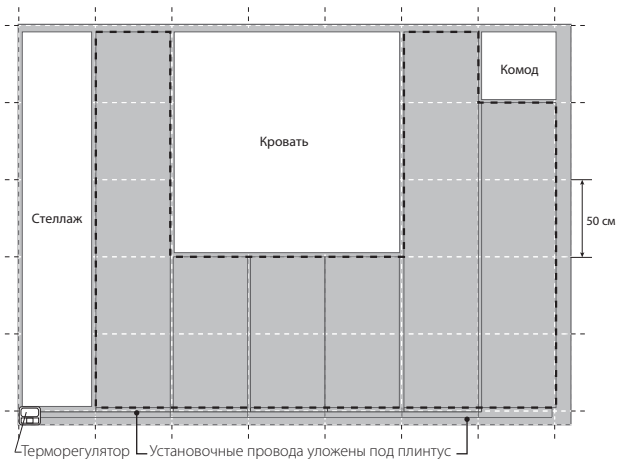 Комод
Кровать
Стеллаж
50 см
Терморегулятор
Установочные провода уложены под плинтус